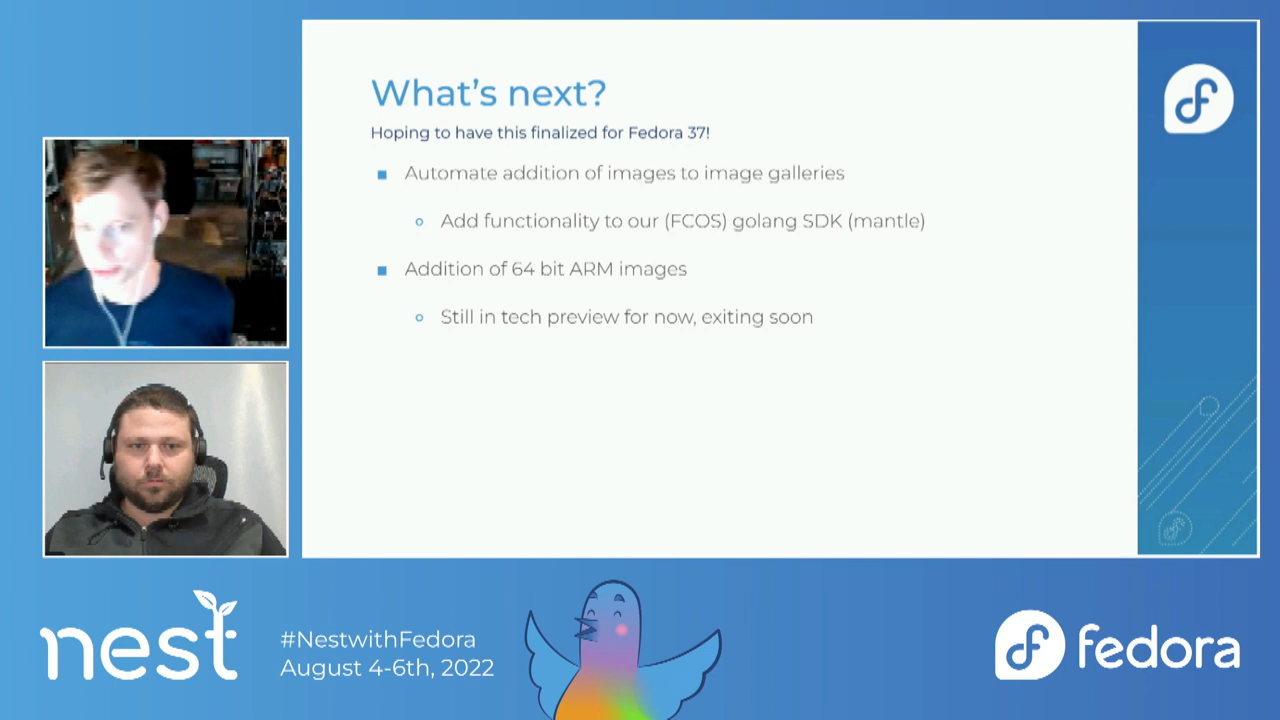 What's next?
Hoping to have this finalized for Fedora 37!
Automate addition of images to image galleries
Add functionality to our (FCOS) golang SDK (mantle)
Addition of 64 bit ARM images
Still in tech preview for now, exiting soon
nest
#NestwithFedora
August 4-6th, 2022
fedora